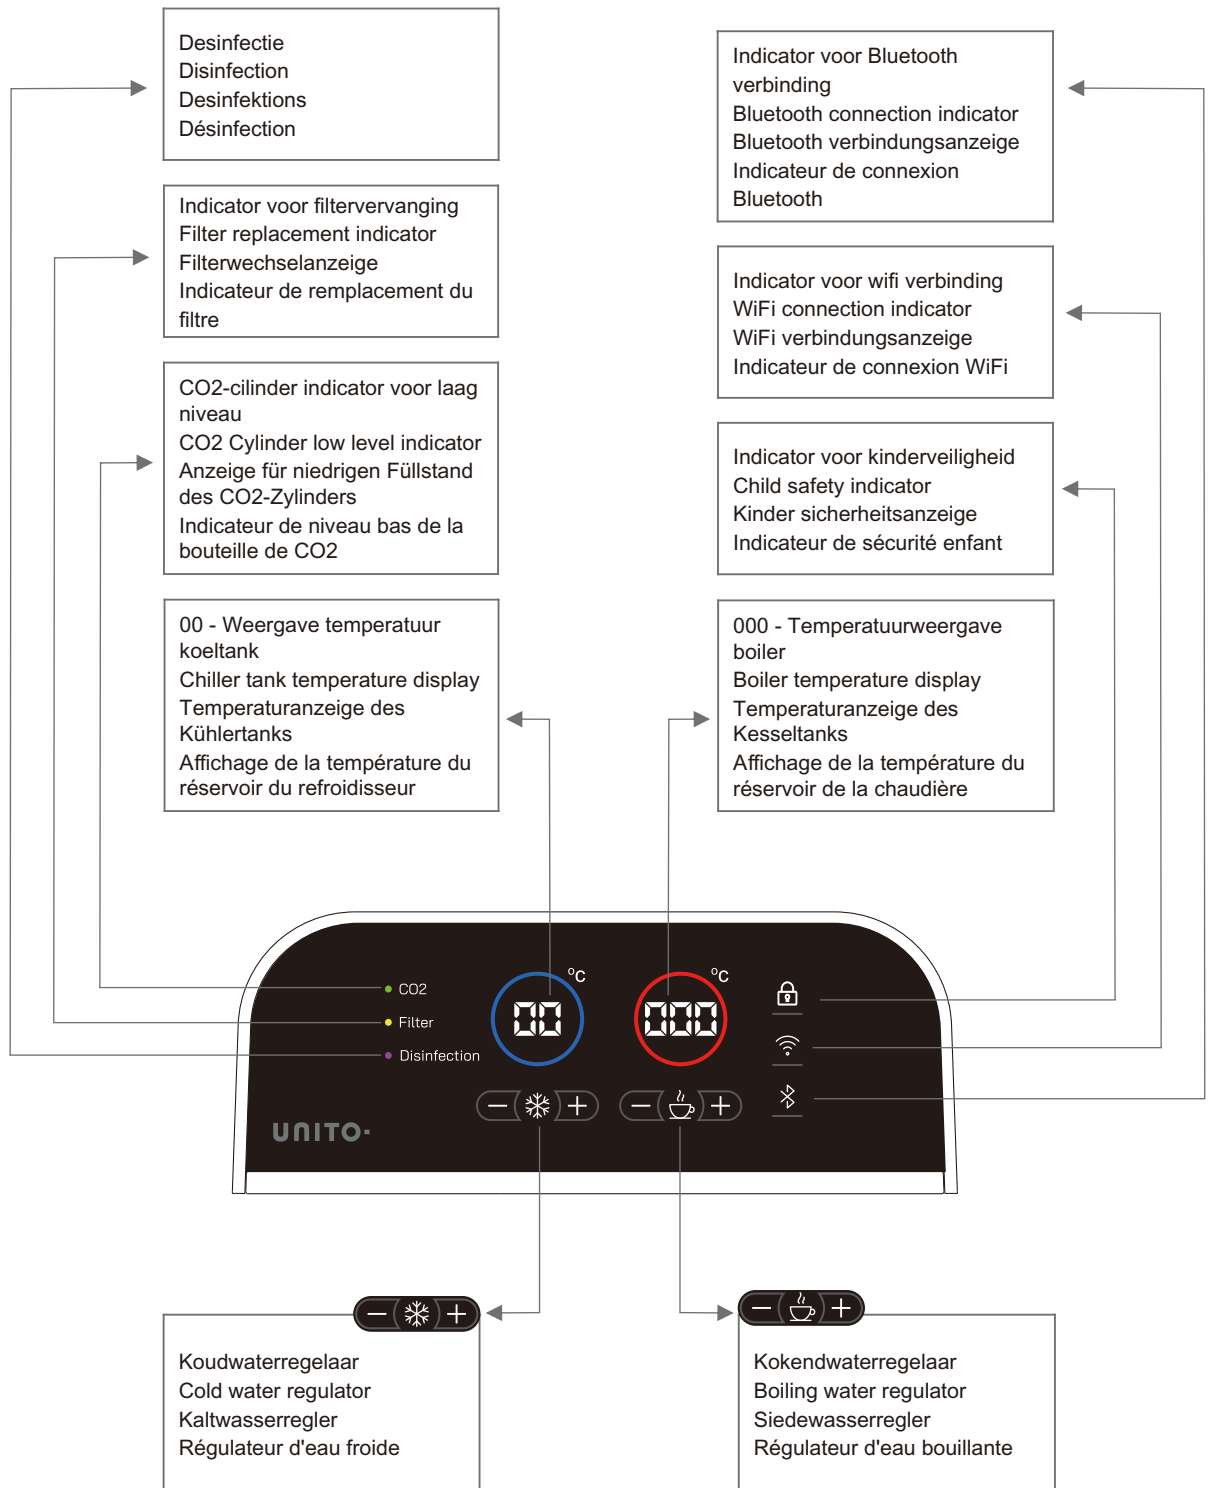 Desinfectie
Disinfection
Desinfektions
Désinfection
Indicator voor filtervervanging
Filter replacement indicator
Filterwechselanzeige
Indicateur de remplacement du
filtre
CO2-cilinder indicator voor laag
niveau
CO2 Cylinder low level indicator
Anzeige für niedrigen Füllstand
des CO2-Zylinders
Indicateur de niveau bas de la
bouteille de CO2
00 - Weergave temperatuur
koeltank
Chiller tank temperature display
Temperaturanzeige des
Kühlertanks
Affichage de la température du
réservoir du refroidisseur
Indicator voor Bluetooth
verbinding
Bluetooth connection indicator
Bluetooth verbindungsanzeige
Indicateur de connexion
Bluetooth
Indicator voor wifi verbinding
WiFi connection indicator
WiFi verbindungsanzeige
Indicateur de connexion WiFi
Indicator voor kinderveiligheid
Child safety indicator
Kinder sicherheitsanzeige
Indicateur de sécurité enfant
000 - Temperatuurweergave
boiler
Boiler temperature display
Temperaturanzeige des
Kesseltanks
Affichage de la température du
réservoir de la chaudière
CO2
Filter
Disinfection
00 °C
000 °C
UNITO
Koudwaterregelaar
Cold water regulator
Kaltwasserregler
Régulateur d'eau froide
Kokendwaterregelaar
Boiling water regulator
Siedewasserregler
Régulateur d'eau bouillante